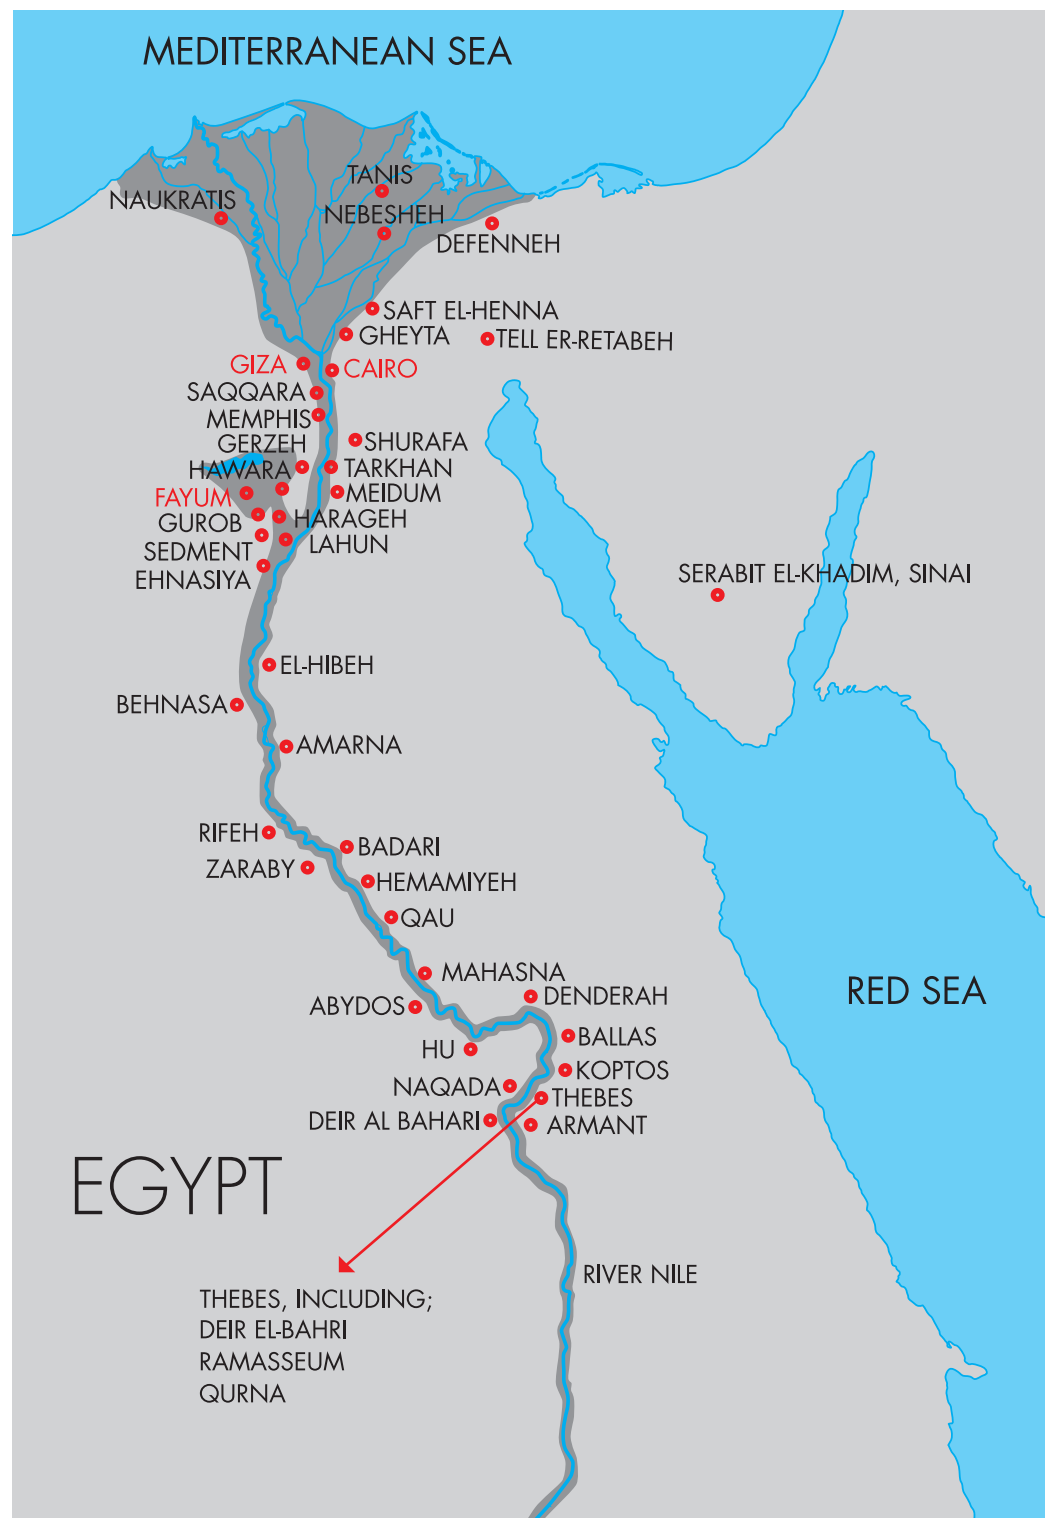 MEDITERRANEAN SEA
TANIS
NAUKRATIS
NEBESHEH
DEFENNEH
SAFT EL-HENNA
GHEYTA
TELL ER-RETABEH
GIZA
CAIRO
SAQQARA
MEMPHIS
GERZEH
SHURAFA
HAWARA
TARKHAN
FAYUM
MEIDUM
GUROB
HARAGEH
SEDMENT
LAHUN
EHNASIYA
SERABIT EL-KHADIM, SINAI
EL-HIBEH
BEHNASA
AMARNA
RIFEH
BADARI
ZARABY
HEMAMIYEH
QAU
MAHASNA
DENDERAH
RED SEA
ABYDOS
BALLAS
HU
KOPTOS
NAQADA
THEBES
DEIR AL BAHARI
ARMANT
EGYPT
RIVER NILE
THEBES, INCLUDING;
DEIR EL-BAHRI
RAMASSEUM
QURNA